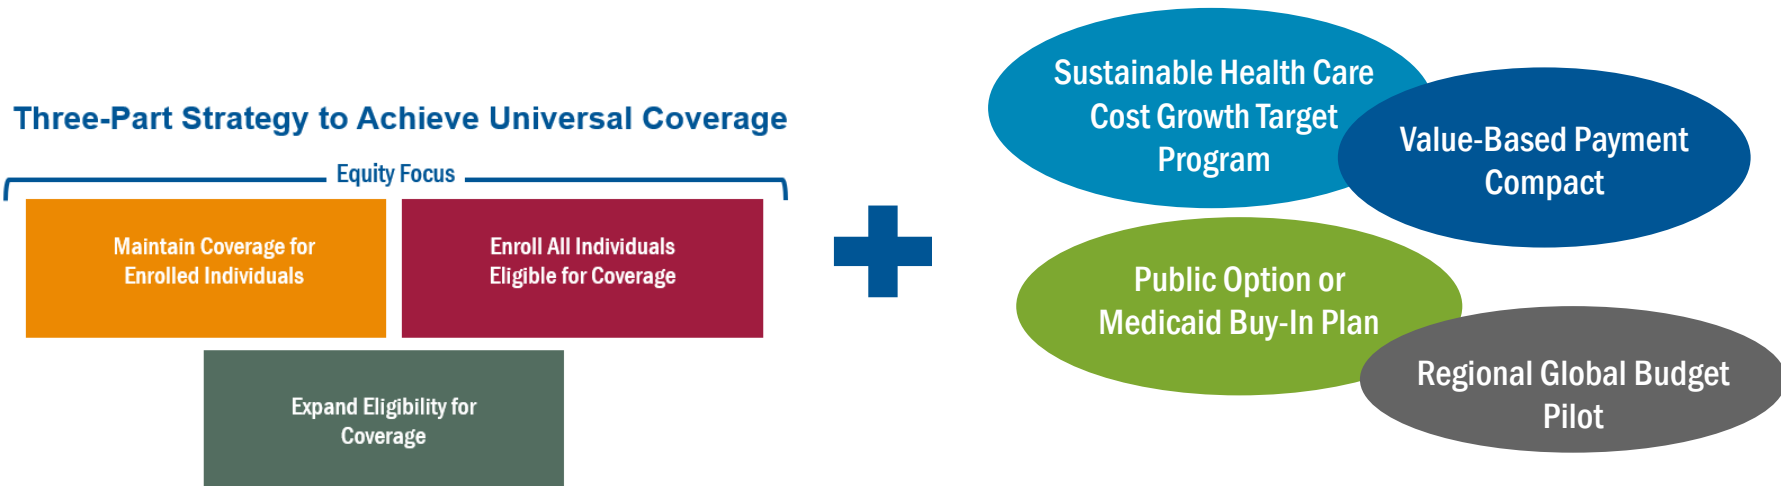 Three-Part Strategy to Achieve Universal Coverage
Equity Focus
Maintain Coverage for
Enrolled Individuals
Enroll All Individuals
Eligible for Coverage
Expand Eligibility for
Coverage
Sustainable Health Care
Cost Growth Target
Program
Value-Based Payment
Compact
Public Option or
Medicaid Buy-In Plan
Regional Global Budget
Pilot